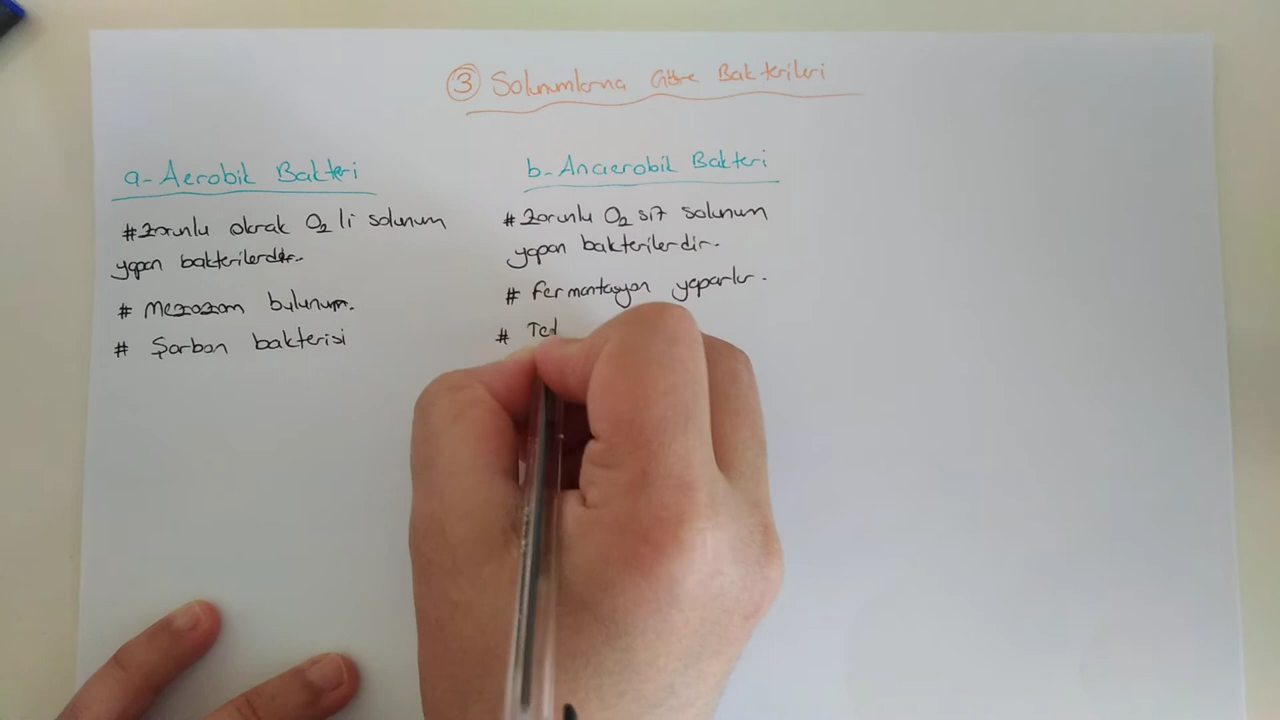 ③ Solunumlarına Göre Bakterileri
a- Aerobik Bakteri
#Zorunlu olarak O₂ li solunum
yapan bakterilerdir.
# Mezozom bulunur.
# Şarbon bakterisi
b- Anaerobik Bakteri
#Zorunlu O₂ siz solunum
yapan bakterilerdir.
# Fermantasyon yaparlar.
# Tet